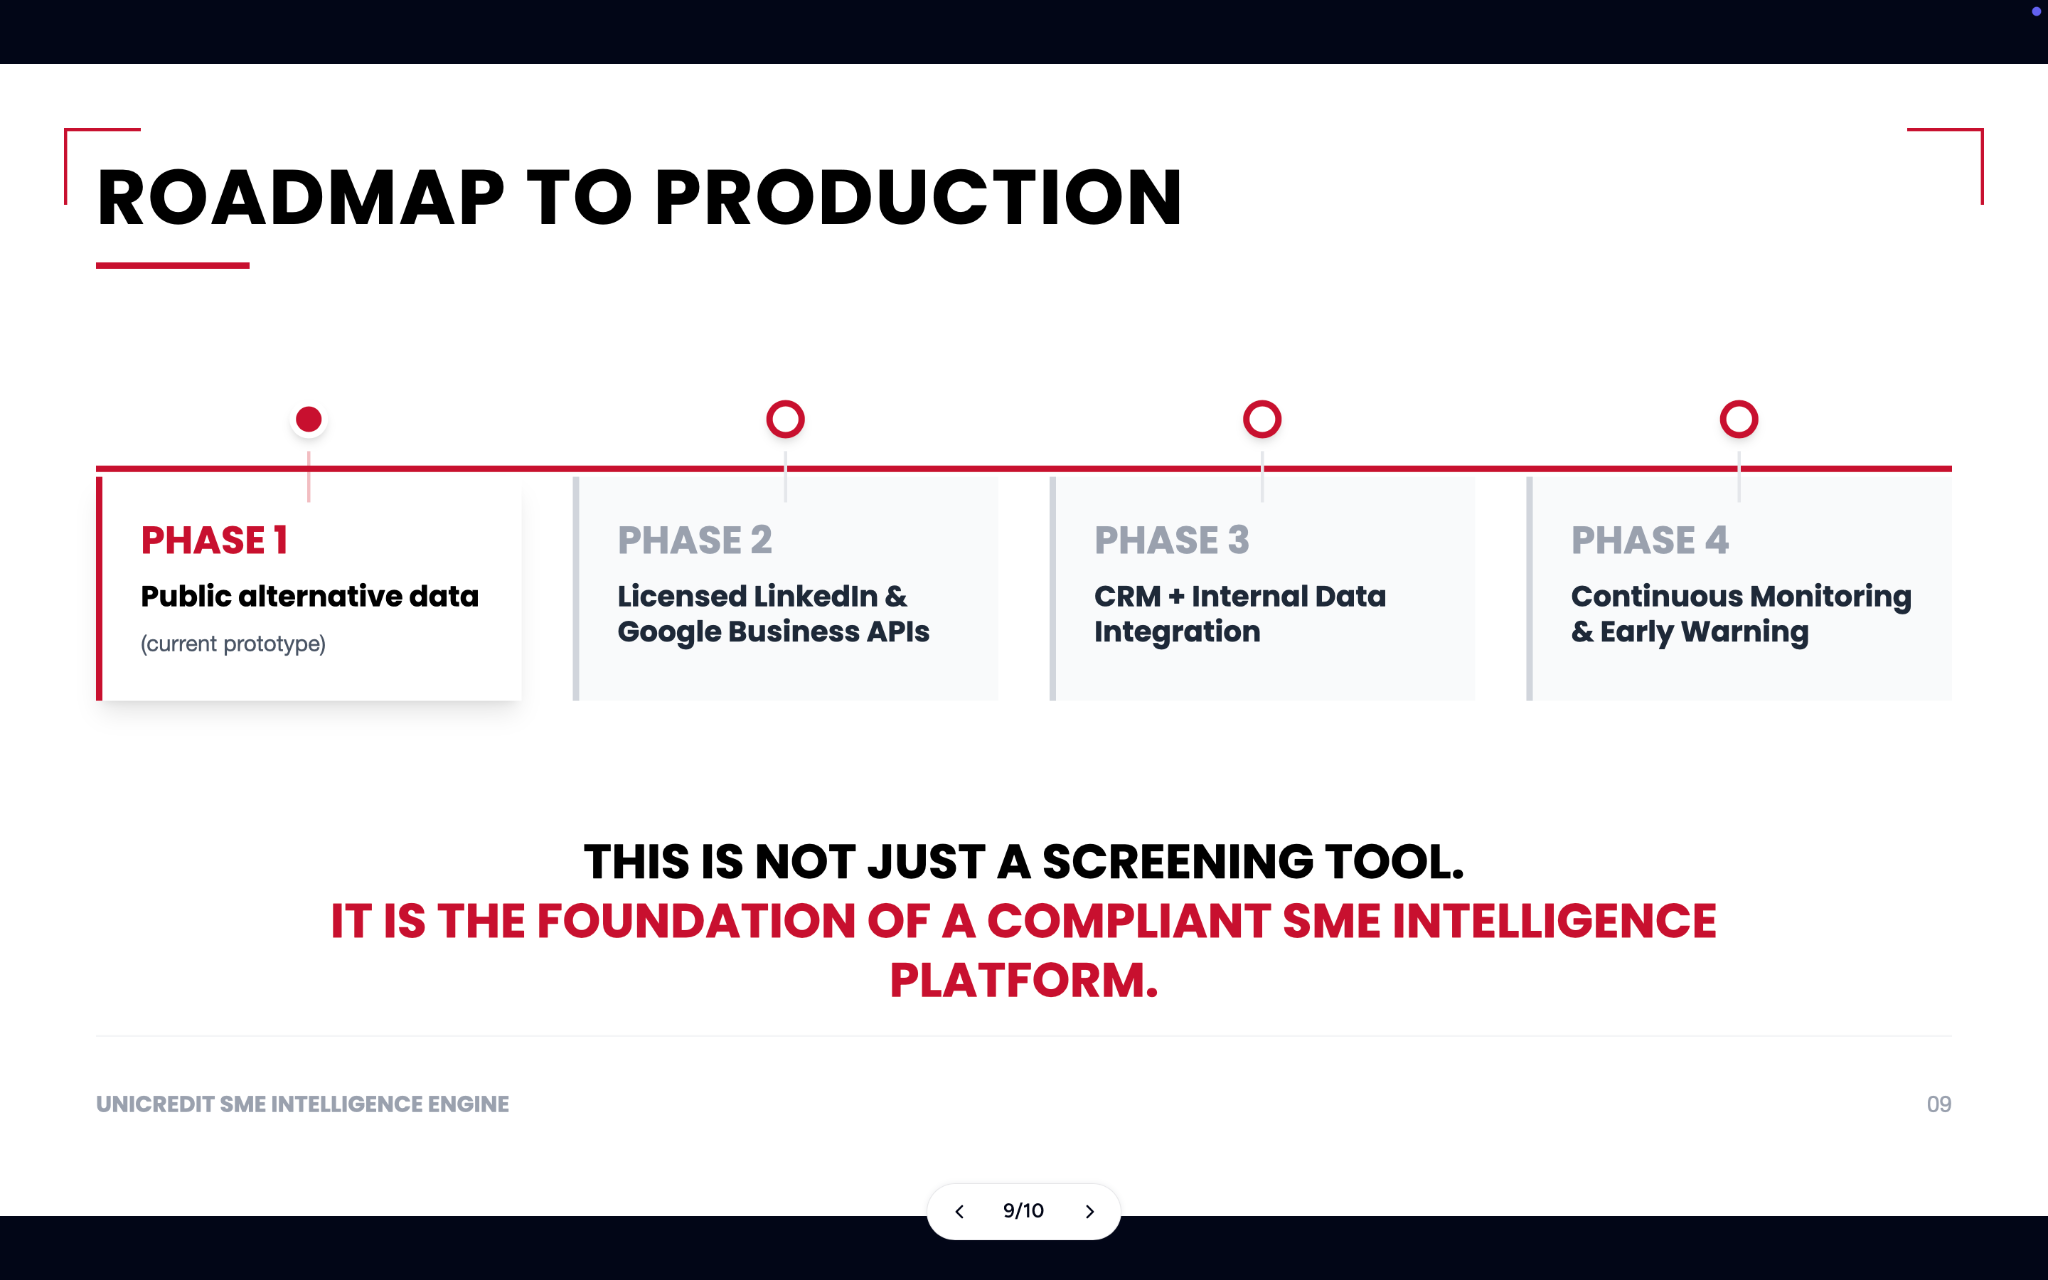 ROADMAP TO PRODUCTION
PHASE 1
Public alternative data
(current prototype)
PHASE 2
Licensed LinkedIn &
Google Business APIs
PHASE 3
CRM + Internal Data
Integration
PHASE 4
Continuous Monitoring
& Early Warning
THIS IS NOT JUST A SCREENING TOOL.
IT IS THE FOUNDATION OF A COMPLIANT SME INTELLIGENCE
PLATFORM.
UNICREDIT SME INTELLIGENCE ENGINE
09
9/10